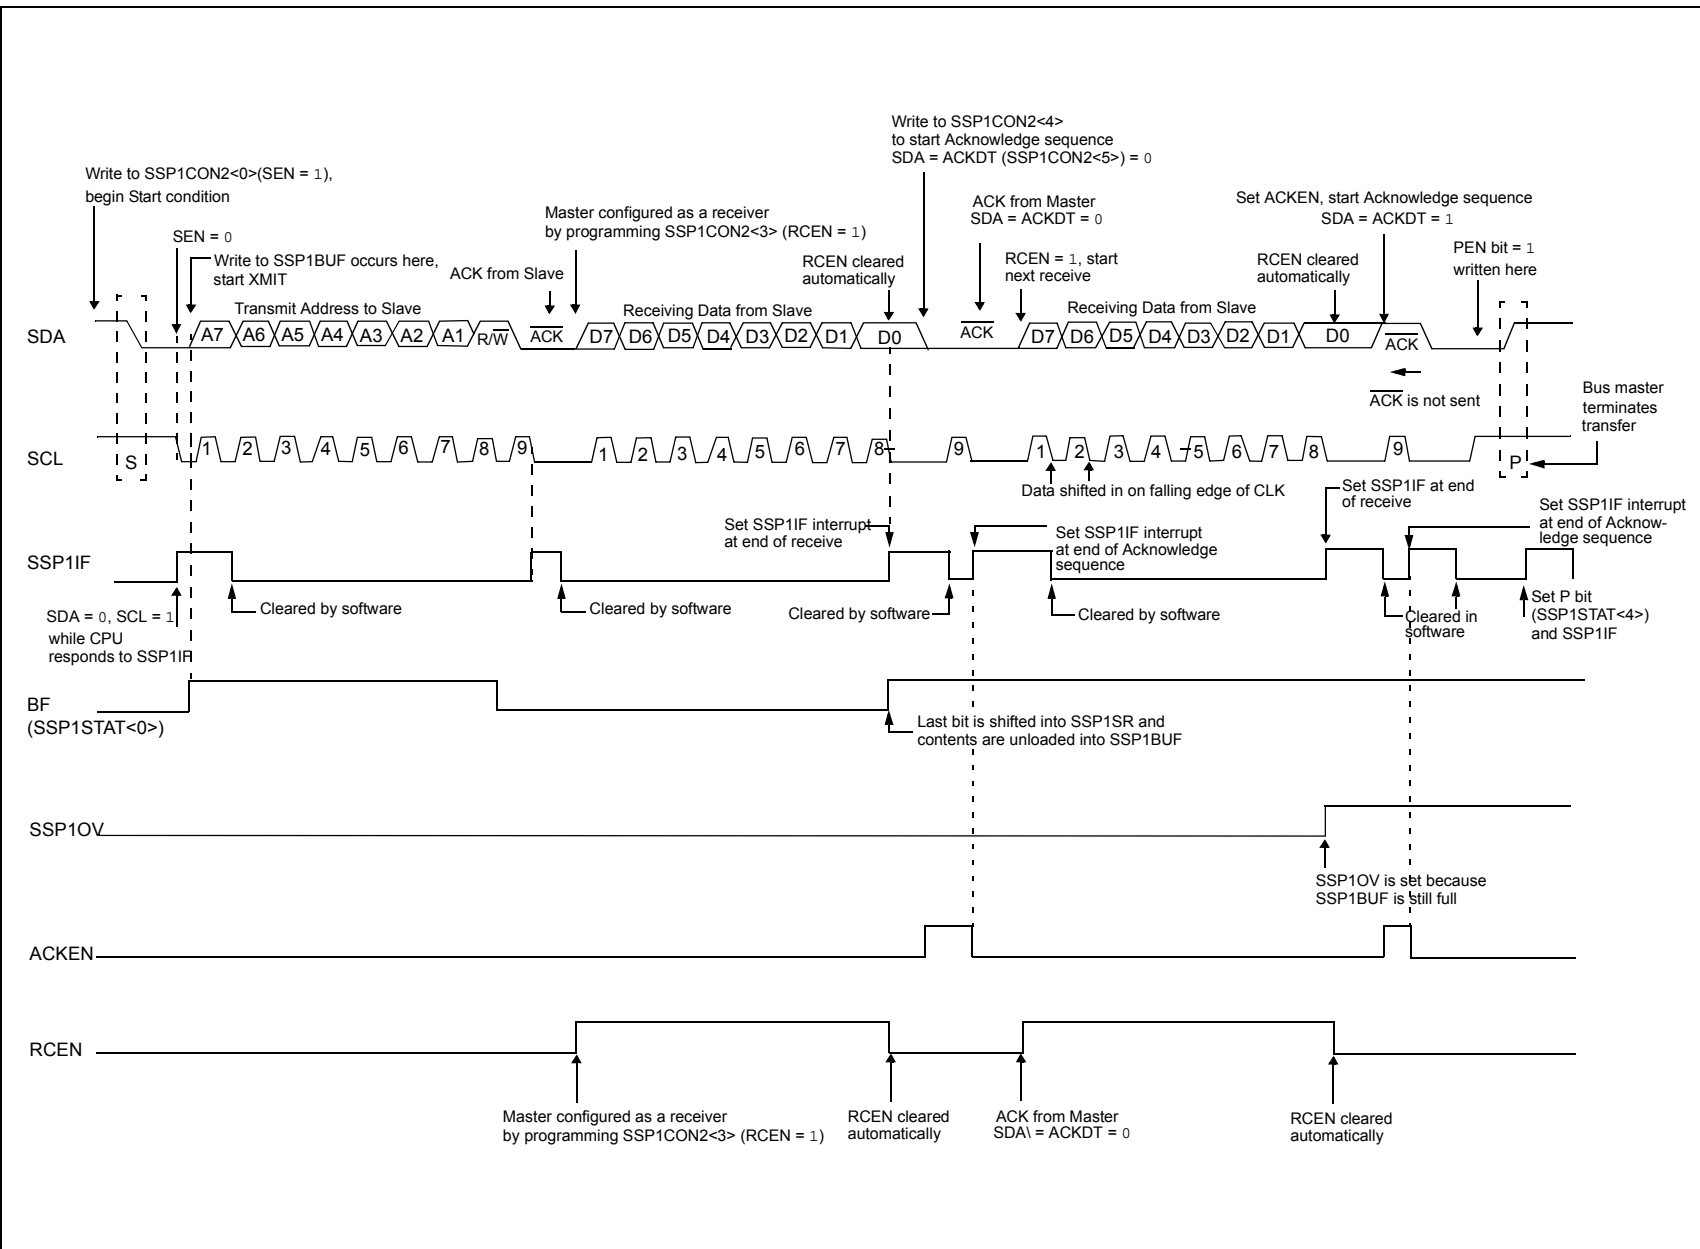 Write to SSP1CON2<4>
to start Acknowledge sequence
SDA = ACKDT (SSP1CON2<5>) = 0
Write to SSP1CON2<0>(SEN = 1),
begin Start condition
ACK from Master
SDA = ACKDT = 0
Set ACKEN, start Acknowledge sequence
SDA = ACKDT = 1
Master configured as a receiver
by programming SSP1CON2<3> (RCEN = 1)
SEN = 0
Write to SSP1BUF occurs here,
start XMIT
ACK from Slave
RCEN cleared
automatically
RCEN = 1, start
next receive
RCEN cleared
automatically
PEN bit = 1
written here
Transmit Address to Slave
Receiving Data from Slave
Receiving Data from Slave
SDA
A7 A6 A5 A4 A3 A2 A1 R/W ACK D7 D6 D5 D4 D3 D2 D1 D0 ACK D7 D6 D5 D4 D3 D2 D1 D0 ACK
ACK is not sent
Bus master
terminates
transfer
SCL
S 1 2 3 4 5 6 7 8 9 1 2 3 4 5 6 7 8 9 1 2 3 4 5 6 7 8 9 P
Data shifted in on falling edge of CLK
Set SSP1IF at end
of receive
Set SSP1IF interrupt
at end of Acknow-
ledge sequence
Set SSP1IF interrupt
at end of receive
Set SSP1IF interrupt
at end of Acknowledge
sequence
SSP1IF
SDA = 0, SCL = 1
while CPU
responds to SSP1IF
Cleared by software
Cleared by software
Cleared by software
Cleared by software
Cleared in
software
Set P bit
(SSP1STAT<4>)
and SSP1IF
BF
(SSP1STAT<0>)
Last bit is shifted into SSP1SR and
contents are unloaded into SSP1BUF
SSP1OV
SSP1OV is set because
SSP1BUF is still full
ACKEN
RCEN
Master configured as a receiver
by programming SSP1CON2<3> (RCEN = 1)
RCEN cleared
automatically
ACK from Master
SDA\ = ACKDT = 0
RCEN cleared
automatically